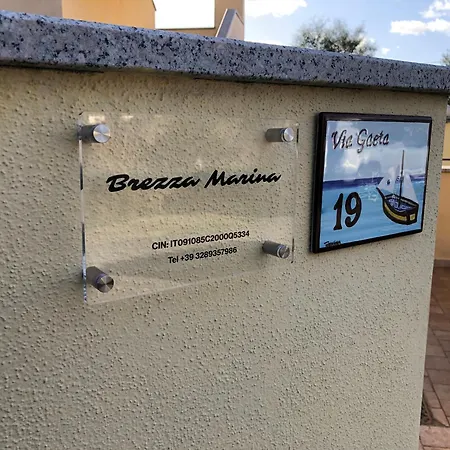 Brezza Marina
CIN: IT091085C2000Q5334
Tel +39 3289357986
Via Gaeta
19